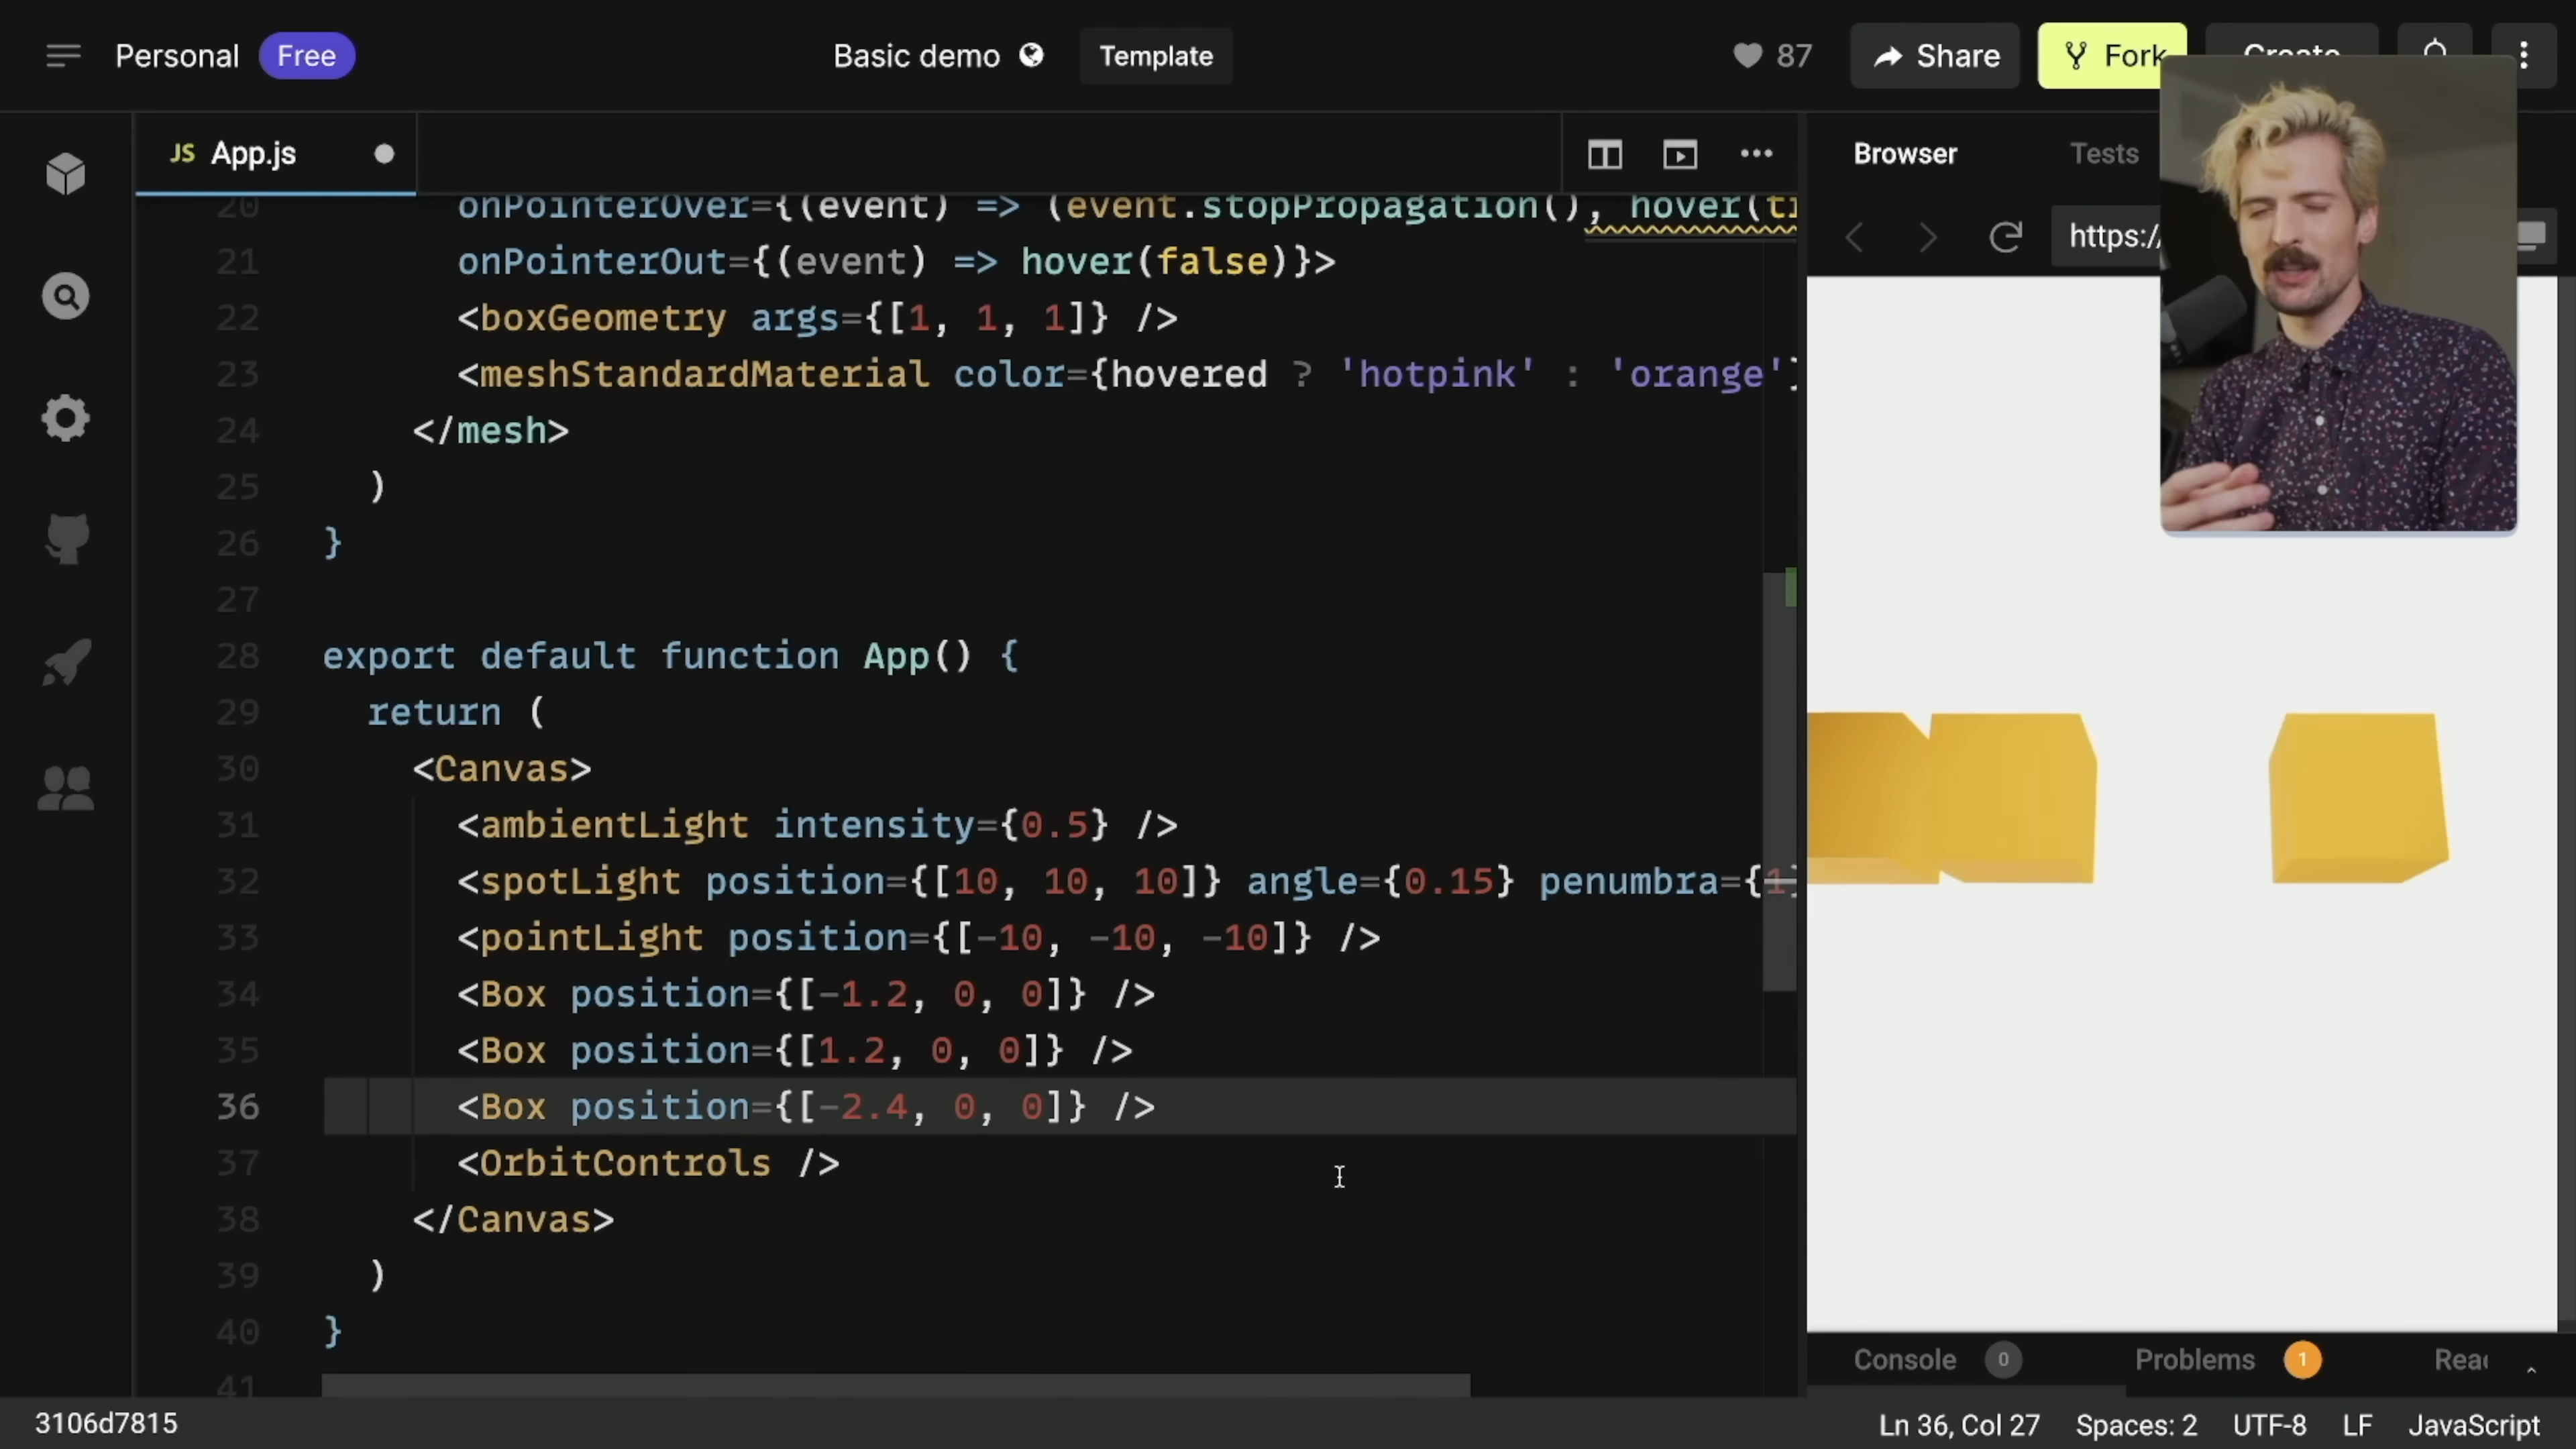 Personal Free Basic demo Template 87 Share Fork Create
JS App.js Browser Tests
https:/
20 onPointerOver={(event) => (event.stopPropagation(), hover(
21 onPointerOut={(event) => hover(false)}>
22 <boxGeometry args={[1, 1, 1]} />
23 <meshStandardMaterial color={hovered ? 'hotpink' : 'orange'}
24 </mesh>
25 )
26 }
27
28 export default function App() {
29 return (
30 <Canvas>
31 <ambientLight intensity={0.5} />
32 <spotLight position={[10, 10, 10]} angle={0.15} penumbra={1}
33 <pointLight position={[-10, -10, -10]} />
34 <Box position={[-1.2, 0, 0]} />
35 <Box position={[1.2, 0, 0]} />
36 <Box position={[-2.4, 0, 0]} />
37 <OrbitControls />
38 </Canvas>
39 )
40 }
41
Console 0 Problems 1 Reac
3106d7815 Ln 36, Col 27 Spaces: 2 UTF-8 LF JavaScript